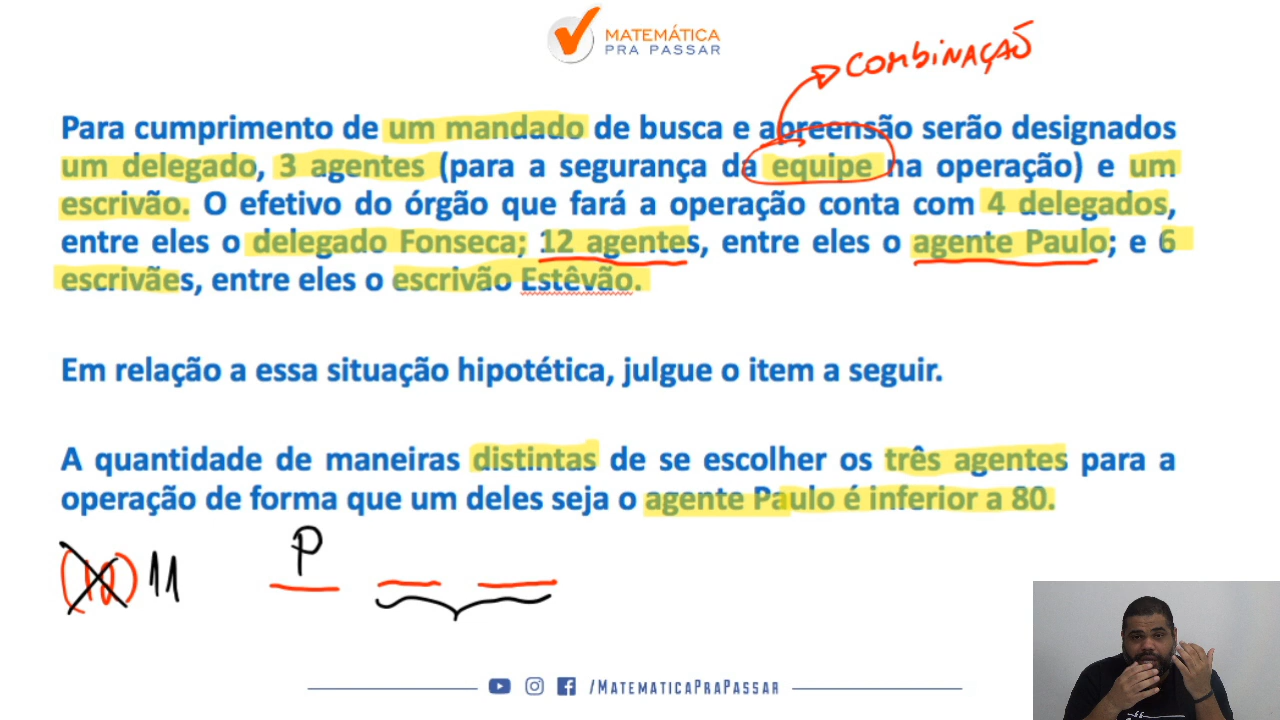 MATEMÁTICA
PRA PASSAR
COMBINAÇÃO
Para cumprimento de um mandado de busca e apreensão serão designados
um delegado, 3 agentes (para a segurança da equipe na operação) e um
escrivão. O efetivo do órgão que fará a operação conta com 4 delegados,
entre eles o delegado Fonseca; 12 agentes, entre eles o agente Paulo; e 6
escrivães, entre eles o escrivão Estêvão.
Em relação a essa situação hipotética, julgue o item a seguir.
A quantidade de maneiras distintas de se escolher os três agentes para a
operação de forma que um deles seja o agente Paulo é inferior a 80.
P
11
/MATEMATICAPRAPASSAR